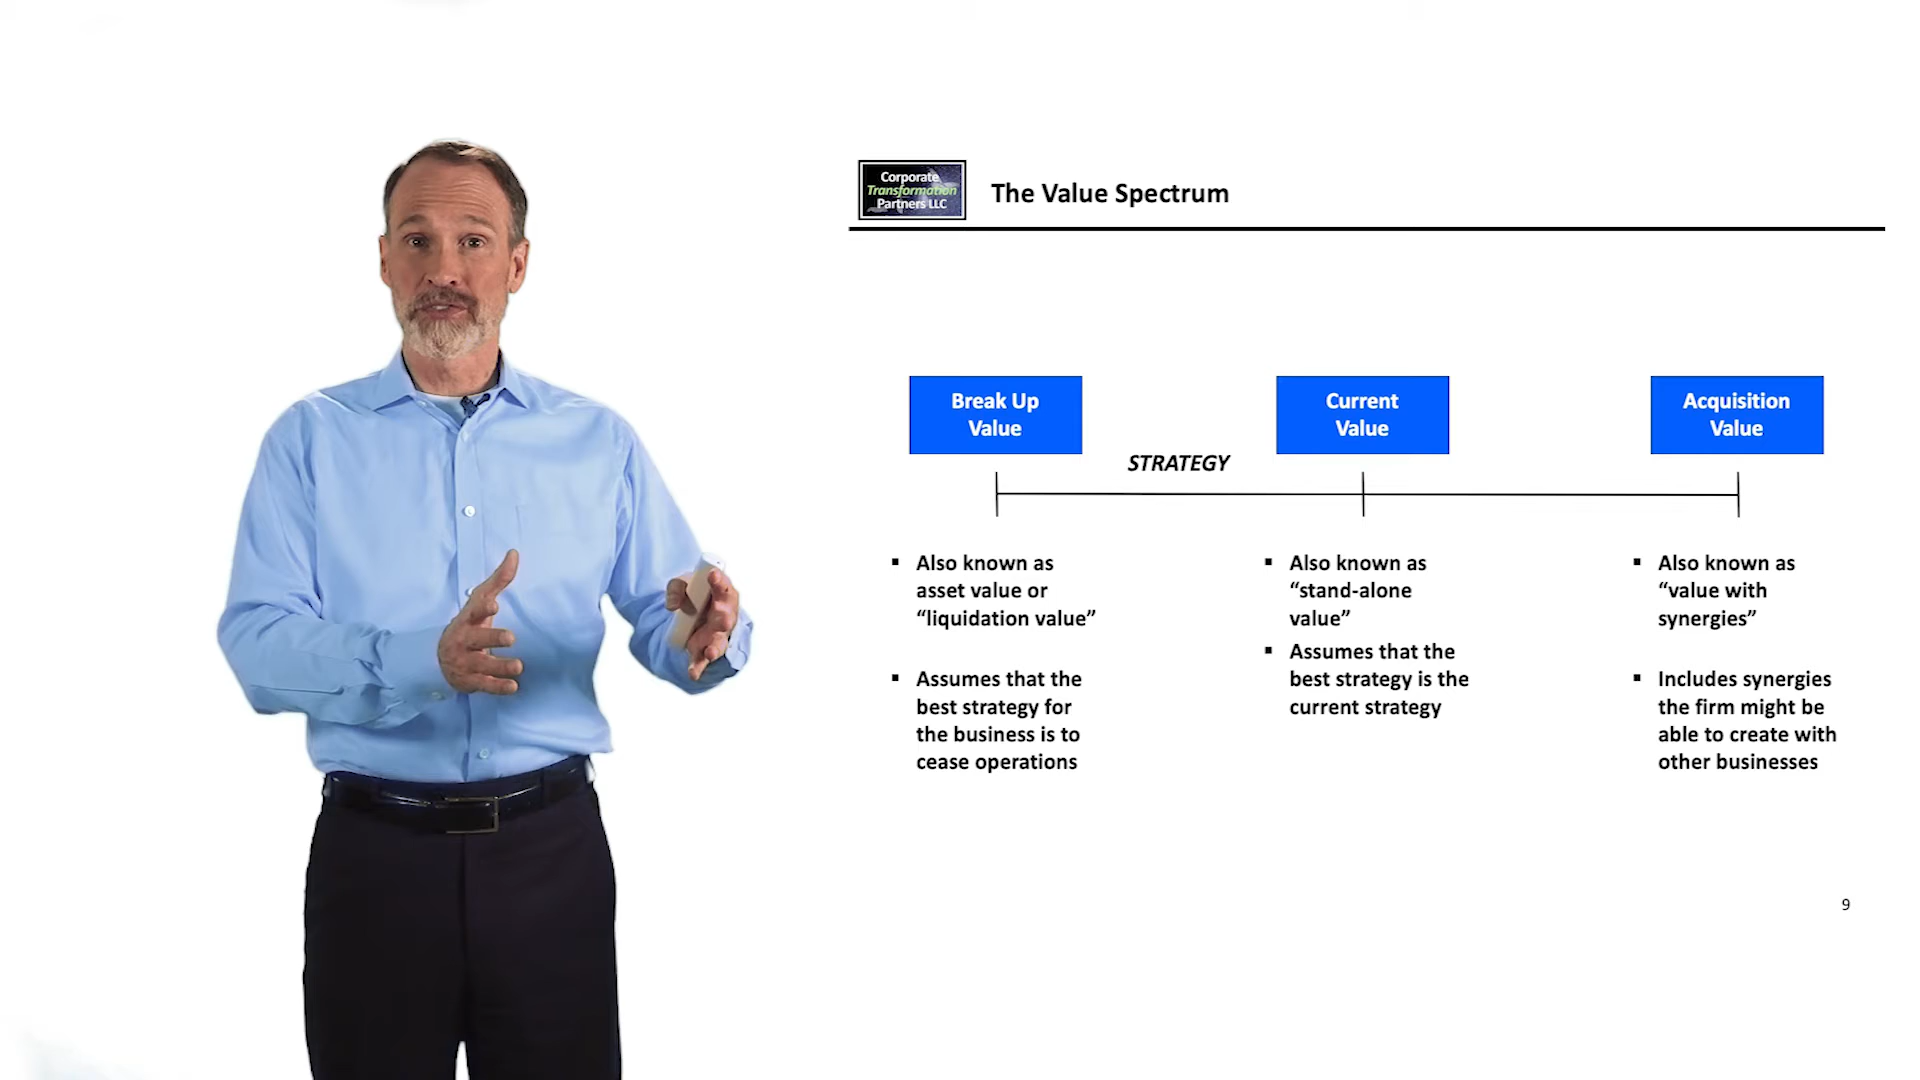 Corporate
Transformation
Partners LLC
The Value Spectrum
Break Up
Value
Current
Value
Acquisition
Value
STRATEGY
▪ Also known as
asset value or
“liquidation value”
▪ Assumes that the
best strategy for
the business is to
cease operations
▪ Also known as
“stand-alone
value”
▪ Assumes that the
best strategy is the
current strategy
▪ Also known as
“value with
synergies”
▪ Includes synergies
the firm might be
able to create with
other businesses
9